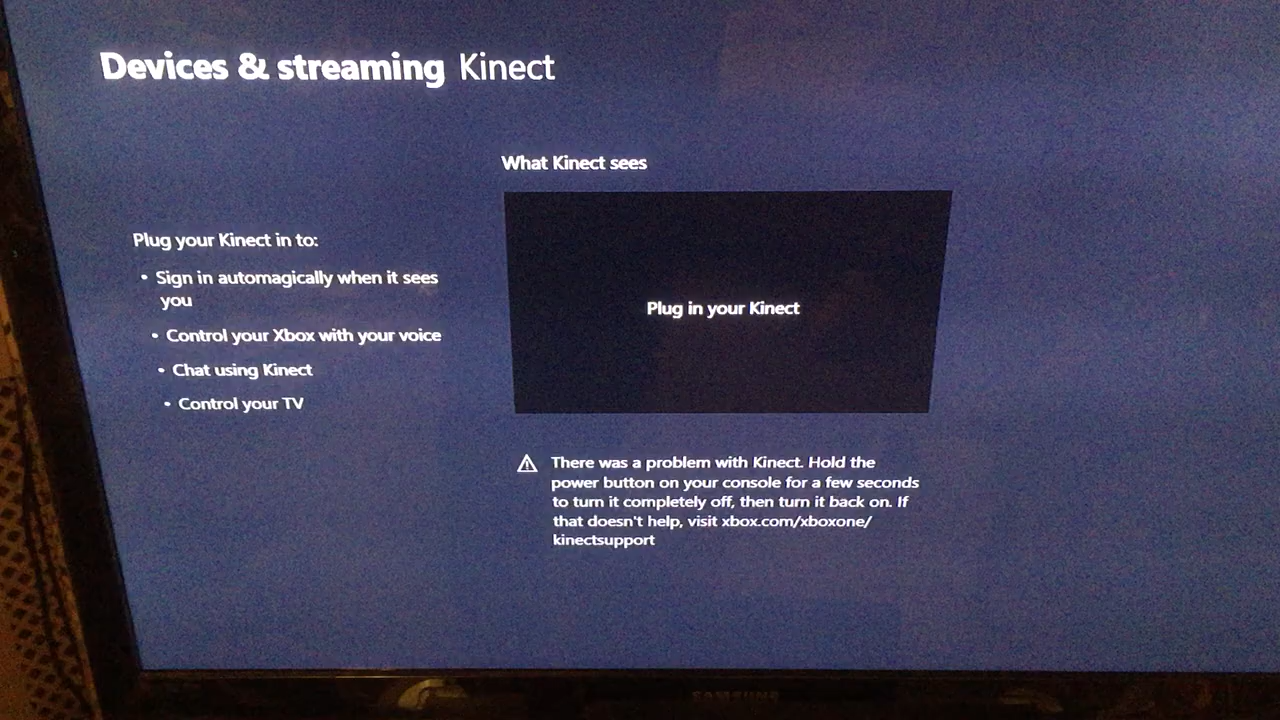 Devices & streaming Kinect
What Kinect sees
Plug your Kinect in to:
• Sign in automagically when it sees
you
• Control your Xbox with your voice
• Chat using Kinect
• Control your TV
Plug in your Kinect
There was a problem with Kinect. Hold the
power button on your console for a few seconds
to turn it completely off, then turn it back on. If
that doesn't help, visit xbox.com/xboxone/
kinectsupport
SAMSUNG